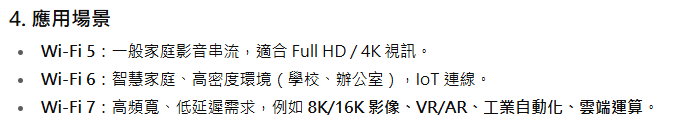 4. 應用場景
• Wi-Fi 5：一般家庭影音串流，適合 Full HD / 4K 視訊。
• Wi-Fi 6：智慧家庭、高密度環境（學校、辦公室），IoT 連線。
• Wi-Fi 7：高頻寬、低延遲需求，例如 8K/16K 影像、VR/AR、工業自動化、雲端運算。